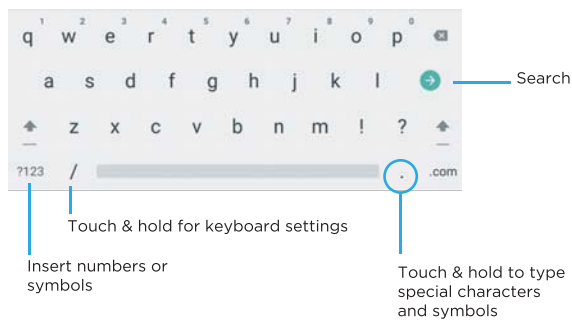 1 2 3 4 5 6 7 8 9 0
q w e r t y u i o p
a s d f g h j k l
Search
z x c v b n m ! ?
?123 / . .com
Touch & hold for keyboard settings
Insert numbers or
symbols
Touch & hold to type
special characters
and symbols